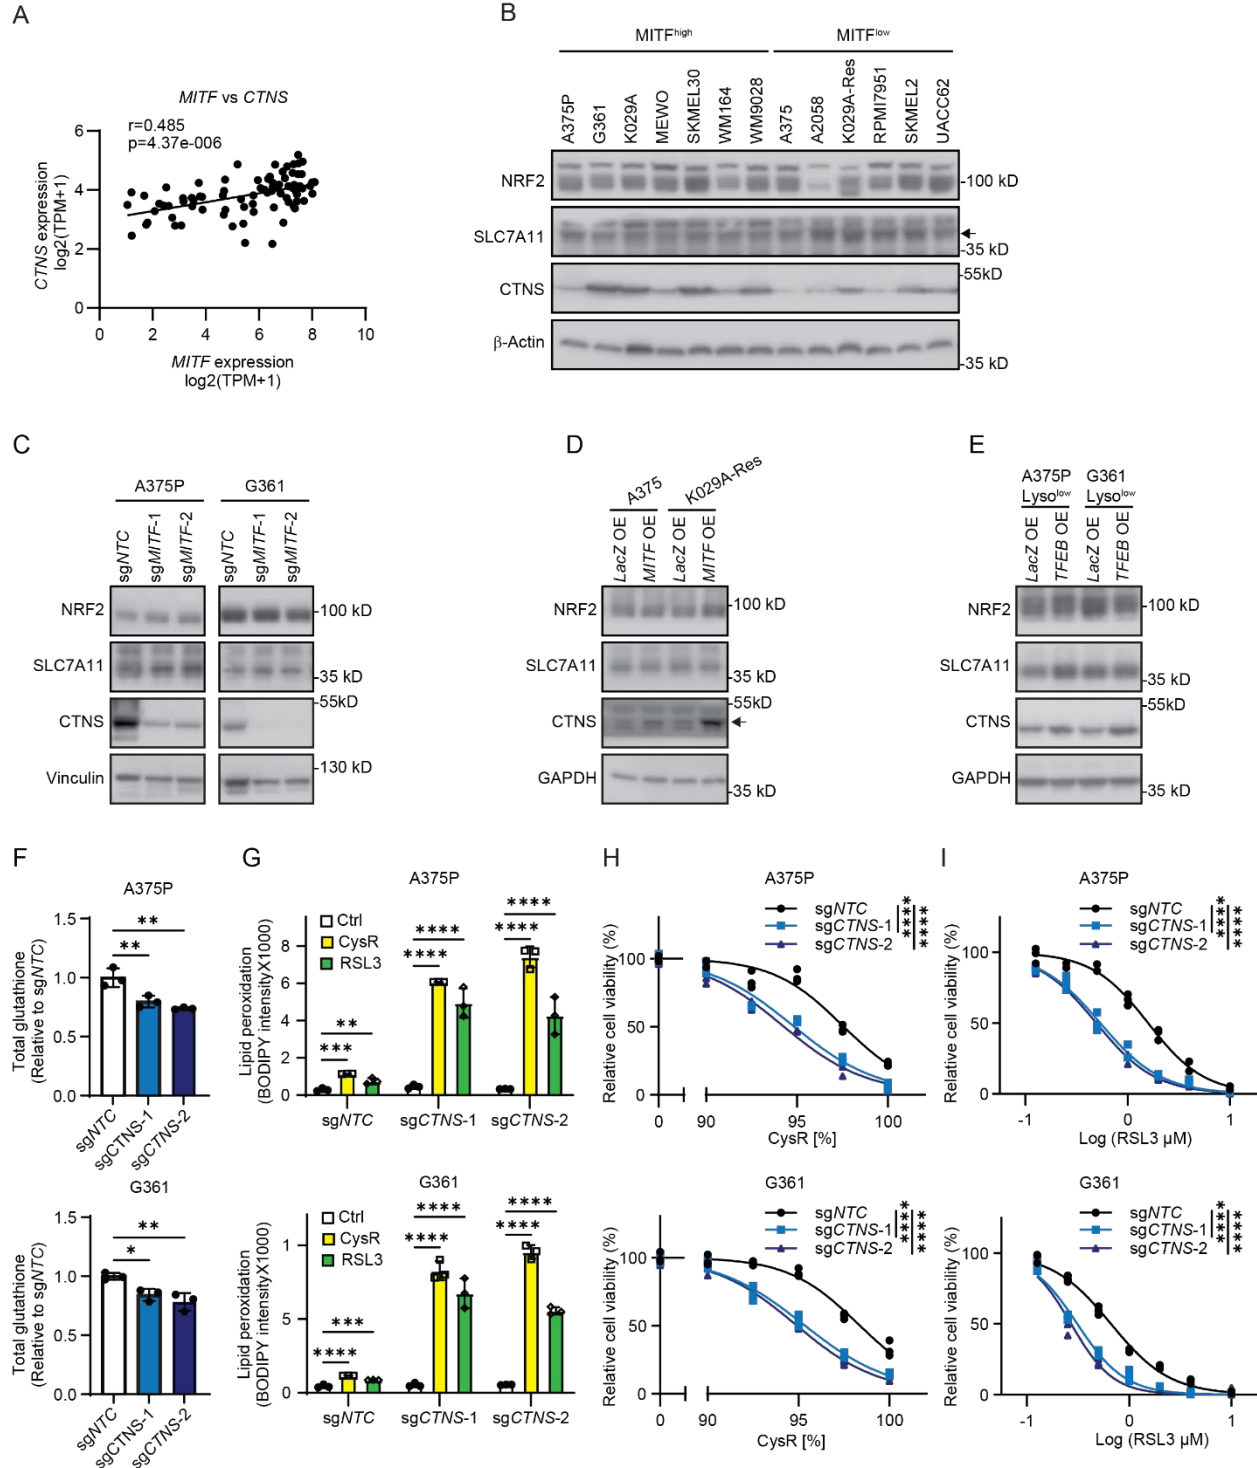 A
MITF vs CTNS
r=0.485
p=4.37e-006
6
4
2
0
CTNS expression
log2(TPM+1)
0
2
4
6
8
10
MITF expression
log2(TPM+1)
B
MITFhigh
MITFlow
A375P
G361
K029A
MEWO
SKMEL30
WM164
WM9028
A375
A2058
K029A-Res
RPMI7951
SKMEL2
UACC62
NRF2
-100 kD
SLC7A11
-35 kD
CTNS
-55kD
β-Actin
-35 kD
C
A375P
G361
sgNTC
sgMITF-1
sgMITF-2
sgNTC
sgMITF-1
sgMITF-2
NRF2
-100 kD
SLC7A11
-35 kD
CTNS
-55kD
Vinculin
-130 kD
D
A375
K029A-Res
LacZ OE
MITF OE
LacZ OE
MITF OE
NRF2
-100 kD
SLC7A11
-35 kD
CTNS
-55kD
GAPDH
-35 kD
E
A375P
Lysolow
G361
Lysolow
LacZ OE
TFEB OE
LacZ OE
TFEB OE
NRF2
-100 kD
SLC7A11
-35 kD
CTNS
-55kD
GAPDH
-35 kD
F
A375P
1.5
1.0
0.5
0.0
Total glutathione
(Relative to sgNTC)
**
**
sgNTC
sgCTNS-1
sgCTNS-2
G361
1.5
1.0
0.5
0.0
Total glutathione
(Relative to sgNTC)
**
*
sgNTC
sgCTNS-1
sgCTNS-2
G
A375P
Ctrl
CysR
RSL3
8
6
4
2
0
Lipid peroxidation
(BODIPY intensityX1000)
**
***
****
****
****
****
sgNTC
sgCTNS-1
sgCTNS-2
G361
Ctrl
CysR
RSL3
1
5
0
Lipid peroxidation
(BODIPY intensityX1000)
***
****
****
****
****
****
sgNTC
sgCTNS-1
sgCTNS-2
H
A375P
sgNTC
sgCTNS-1
sgCTNS-2
****
****
100
50
0
Relative cell viability (%)
0
90
95
100
CysR [%]
G361
sgNTC
sgCTNS-1
sgCTNS-2
****
****
100
50
0
Relative cell viability (%)
0
90
95
100
CysR [%]
I
A375P
sgNTC
sgCTNS-1
sgCTNS-2
****
****
100
50
0
Relative cell viability (%)
-1
0
1
Log (RSL3 µM)
G361
sgNTC
sgCTNS-1
sgCTNS-2
****
****
100
50
0
Relative cell viability (%)
-1
0
1
Log (RSL3 µM)